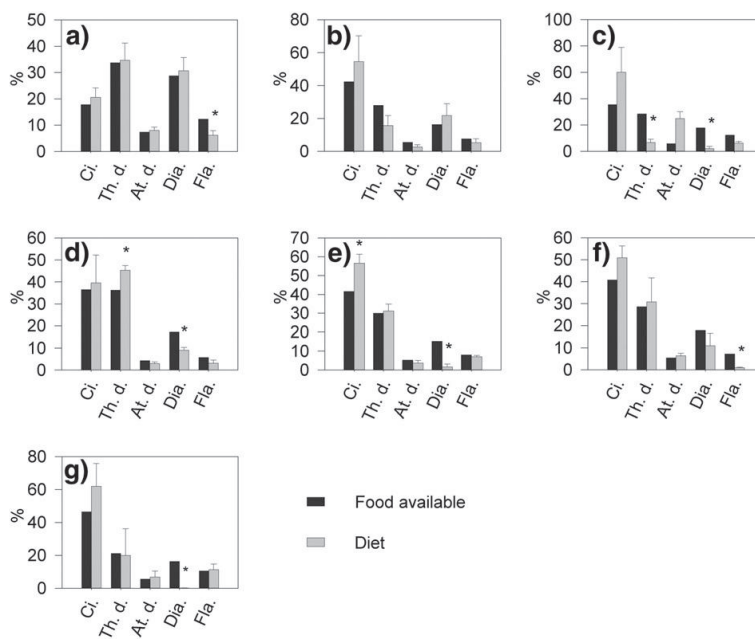 a)
%
50
40
30
20
10
0
Ci.
Th. d.
At. d.
Dia.
Fla.
*
b)
%
80
60
40
20
0
Ci.
Th. d.
At. d.
Dia.
Fla.
c)
%
100
80
60
40
20
0
Ci.
Th. d.
At. d.
Dia.
Fla.
*
*
d)
%
60
50
40
30
20
10
0
Ci.
Th. d.
At. d.
Dia.
Fla.
*
*
e)
%
70
60
50
40
30
20
10
0
Ci.
Th. d.
At. d.
Dia.
Fla.
*
*
f)
%
60
50
40
30
20
10
0
Ci.
Th. d.
At. d.
Dia.
Fla.
*
g)
%
80
60
40
20
0
Ci.
Th. d.
At. d.
Dia.
Fla.
*
Food available
Diet